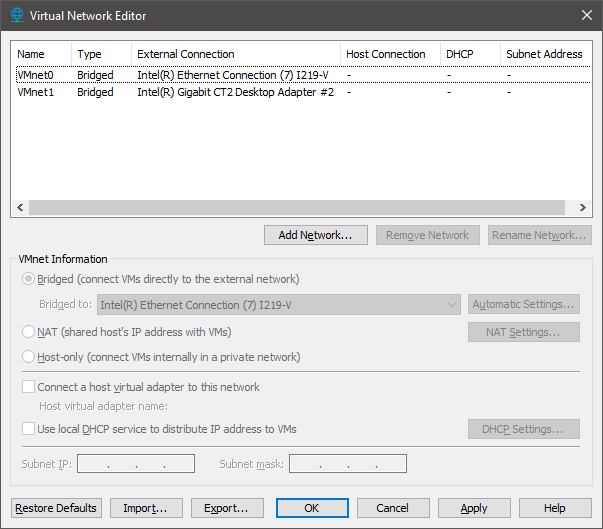 Virtual Network Editor
Name Type External Connection Host Connection DHCP Subnet Address
VMnet0 Bridged Intel(R) Ethernet Connection (7) I219-V - - -
VMnet1 Bridged Intel(R) Gigabit CT2 Desktop Adapter #2 - - -
Add Network... Remove Network Rename Network...
VMnet Information
Bridged (connect VMs directly to the external network)
Bridged to: Intel(R) Ethernet Connection (7) I219-V Automatic Settings...
NAT (shared host's IP address with VMs) NAT Settings...
Host-only (connect VMs internally in a private network)
Connect a host virtual adapter to this network
Host virtual adapter name:
Use local DHCP service to distribute IP address to VMs DHCP Settings...
Subnet IP: . . . Subnet mask: . . .
Restore Defaults Import... Export... OK Cancel Apply Help